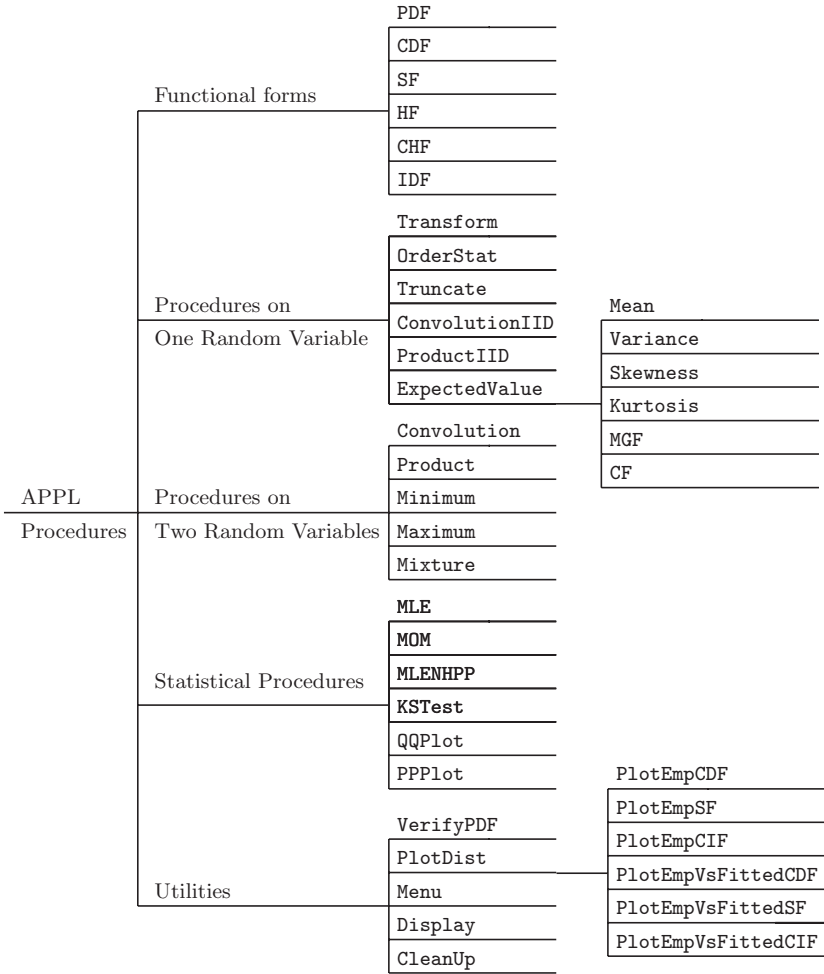 APPL
Procedures
Functional forms
PDF
CDF
SF
HF
CHF
IDF
Procedures on
One Random Variable
Transform
OrderStat
Truncate
ConvolutionIID
ProductIID
ExpectedValue
Mean
Variance
Skewness
Kurtosis
MGF
CF
Procedures on
Two Random Variables
Convolution
Product
Minimum
Maximum
Mixture
Statistical Procedures
MLE
MOM
MLENHPP
KSTest
QQPlot
PPPlot
Utilities
VerifyPDF
PlotDist
Menu
Display
CleanUp
PlotEmpCDF
PlotEmpSF
PlotEmpCIF
PlotEmpVsFittedCDF
PlotEmpVsFittedSF
PlotEmpVsFittedCIF